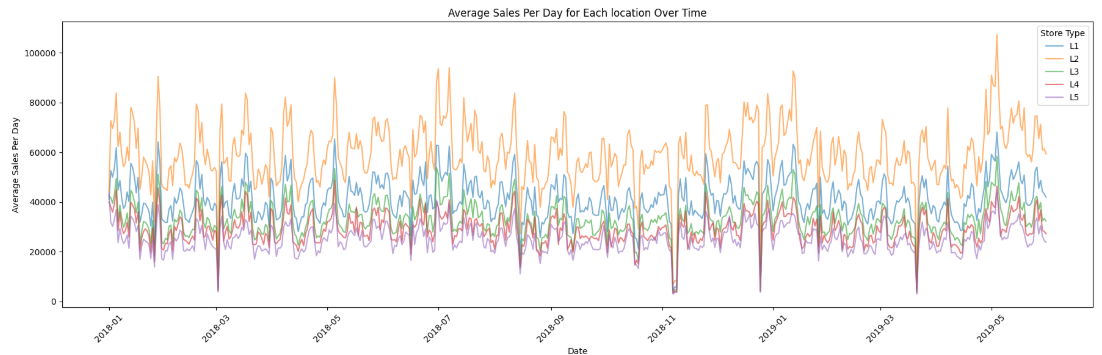 Average Sales Per Day for Each location Over Time
Store Type
L1
L2
L3
L4
L5
Average Sales Per Day
100000
80000
60000
40000
20000
0
2018-01
2018-03
2018-05
2018-07
2018-09
2018-11
2019-01
2019-03
2019-05
Date